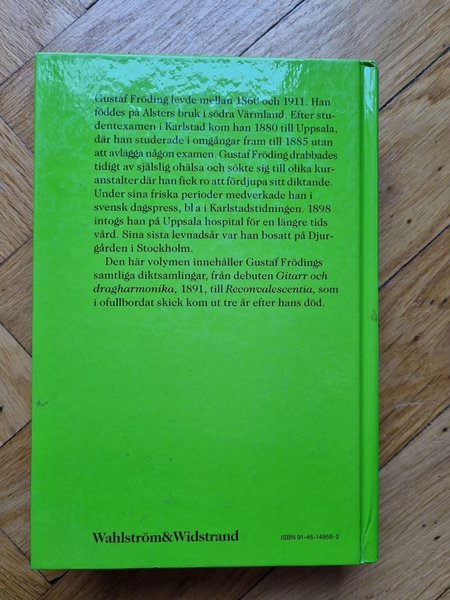 Gustaf Fröding levde mellan 1860 och 1911. Han
föddes på Alsters bruk i södra Värmland. Efter stu-
dentexamen i Karlstad kom han 1880 till Uppsala,
där han studerade i omgångar fram till 1885 utan
att avlägga någon examen. Gustaf Fröding drabbades
tidigt av själslig ohälsa och sökte sig till olika kur-
anstalter där han fick ro att fördjupa sitt diktande.
Under sina friska perioder medverkade han i
svensk dagspress, bl a i Karlstadstidningen. 1898
intogs han på Uppsala hospital för en längre tids
vård. Sina sista levnadsår var han bosatt på Djur-
gården i Stockholm.
Den här volymen innehåller Gustaf Frödings
samtliga diktsamlingar, från debuten Gitarr och
dragharmonika, 1891, till Reconvalescentia, som
i ofullbordat skick kom ut tre år efter hans död.
Wahlström&Widstrand
ISBN 91-46-14956-2